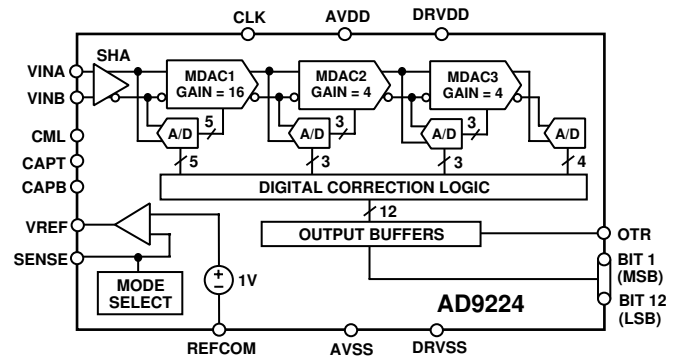 CLK AVDD DRVDD
SHA
VINA
VINB
MDAC1
GAIN = 16
MDAC2
GAIN = 4
MDAC3
GAIN = 4
A/D 5 A/D 3 A/D 3 A/D
CML
CAPT
CAPB
5 3 3 4
DIGITAL CORRECTION LOGIC
12
VREF
OUTPUT BUFFERS
OTR
SENSE
MODE
SELECT
+
–
1V
BIT 1
(MSB)
AD9224
BIT 12
(LSB)
REFCOM AVSS DRVSS